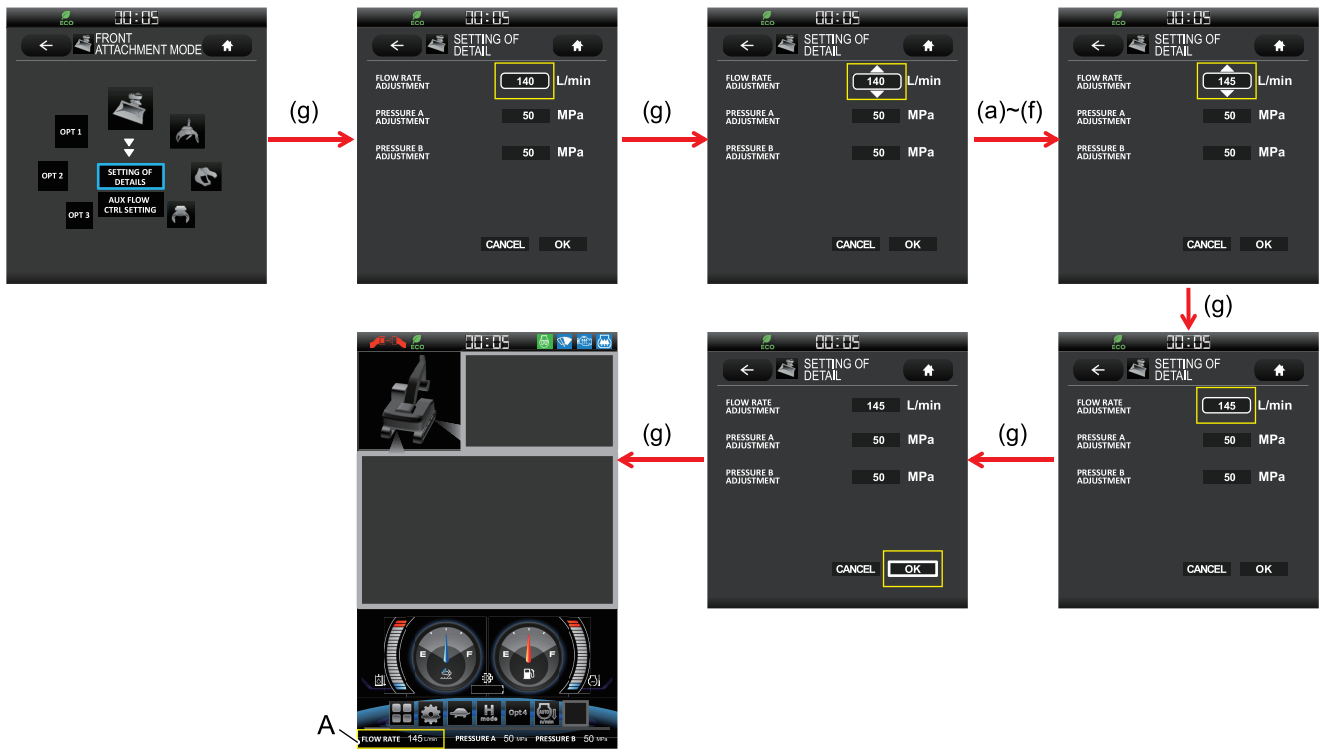 ECO 00:05
FRONT
ATTACHMENT MODE
OPT 1
OPT 2
SETTING OF
DETAILS
AUX FLOW
CTRL SETTING
OPT 3
(g)
ECO 00:05
SETTING OF
DETAIL
FLOW RATE
ADJUSTMENT
140 L/min
PRESSURE A
ADJUSTMENT
50 MPa
PRESSURE B
ADJUSTMENT
50 MPa
CANCEL OK
(g)
ECO 00:05
SETTING OF
DETAIL
FLOW RATE
ADJUSTMENT
140 L/min
PRESSURE A
ADJUSTMENT
50 MPa
PRESSURE B
ADJUSTMENT
50 MPa
CANCEL OK
(a)~(f)
ECO 00:05
SETTING OF
DETAIL
FLOW RATE
ADJUSTMENT
145 L/min
PRESSURE A
ADJUSTMENT
50 MPa
PRESSURE B
ADJUSTMENT
50 MPa
CANCEL OK
(g)
ECO 00:05
SETTING OF
DETAIL
FLOW RATE
ADJUSTMENT
145 L/min
PRESSURE A
ADJUSTMENT
50 MPa
PRESSURE B
ADJUSTMENT
50 MPa
CANCEL OK
(g)
ECO 00:05
SETTING OF
DETAIL
FLOW RATE
ADJUSTMENT
145 L/min
PRESSURE A
ADJUSTMENT
50 MPa
PRESSURE B
ADJUSTMENT
50 MPa
CANCEL OK
(g)
ECO 00:05
E F E F
H
mode
Opt4
AUTO
A
FLOW RATE 145 L/min PRESSURE A 50 MPa PRESSURE B 50 MPa